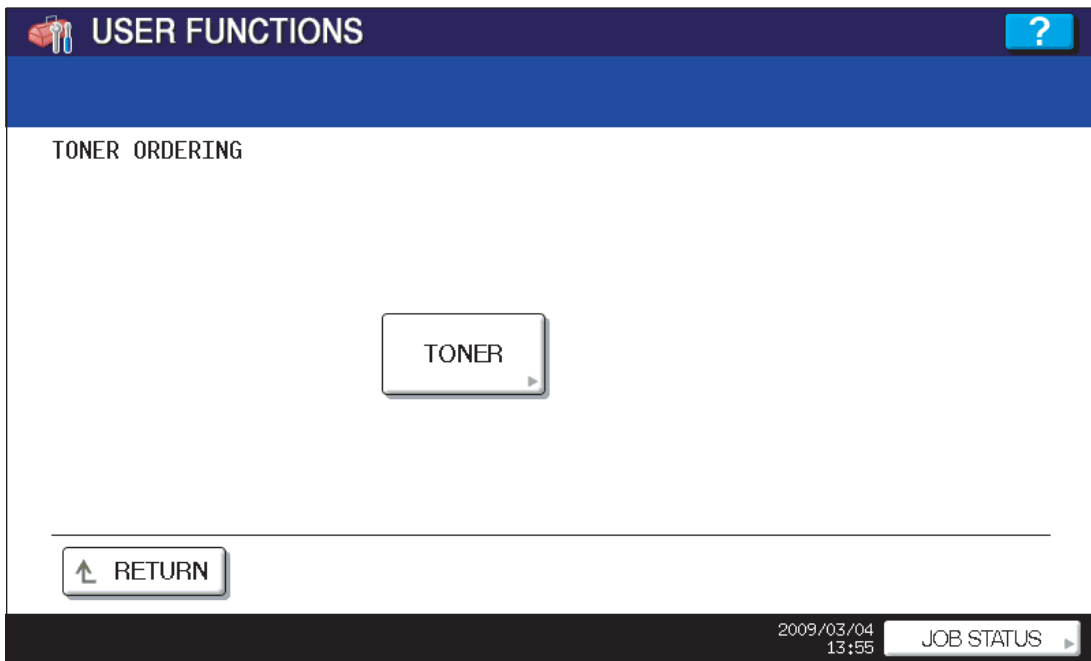 USER FUNCTIONS
?
TONER ORDERING
TONER
RETURN
2009/03/04
13:55
JOB STATUS